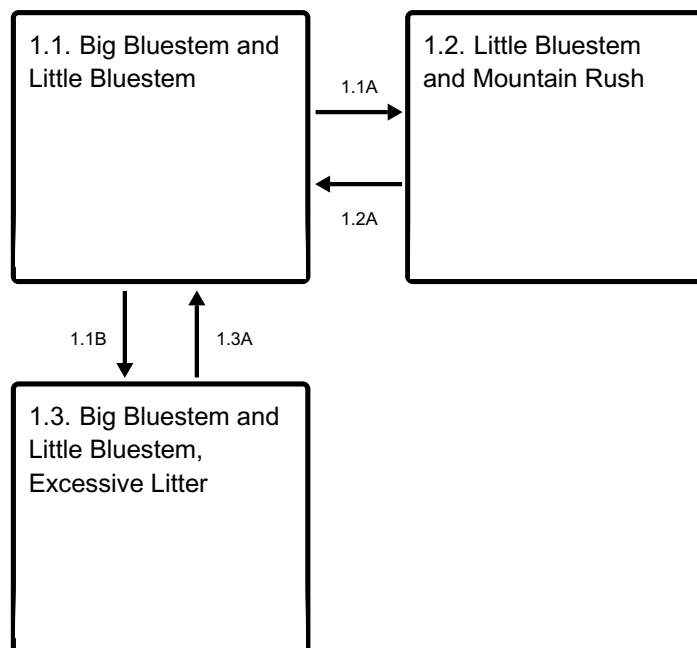 1.1. Big Bluestem and
Little Bluestem
1.2. Little Bluestem
and Mountain Rush
1.1A
1.2A
1.1B
1.3A
1.3. Big Bluestem and
Little Bluestem,
Excessive Litter